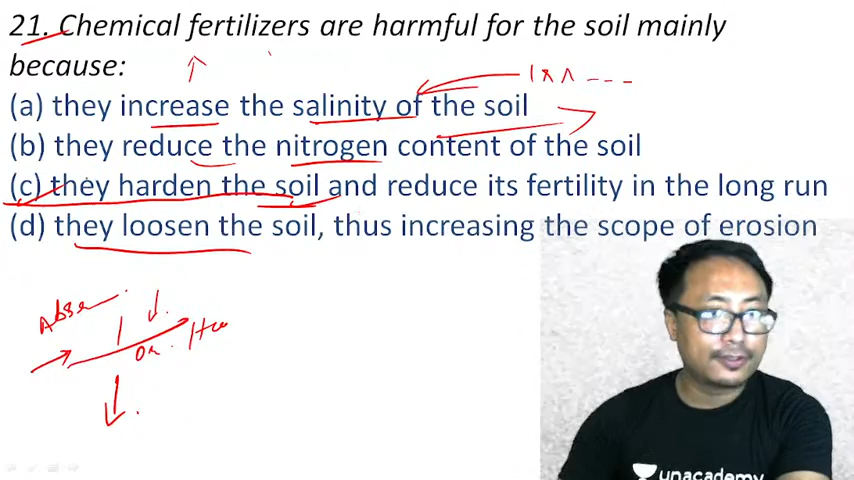 21. Chemical fertilizers are harmful for the soil mainly
because:
(a) they increase the salinity of the soil
(b) they reduce the nitrogen content of the soil
(c) they harden the soil and reduce its fertility in the long run
(d) they loosen the soil, thus increasing the scope of erosion
unacademy